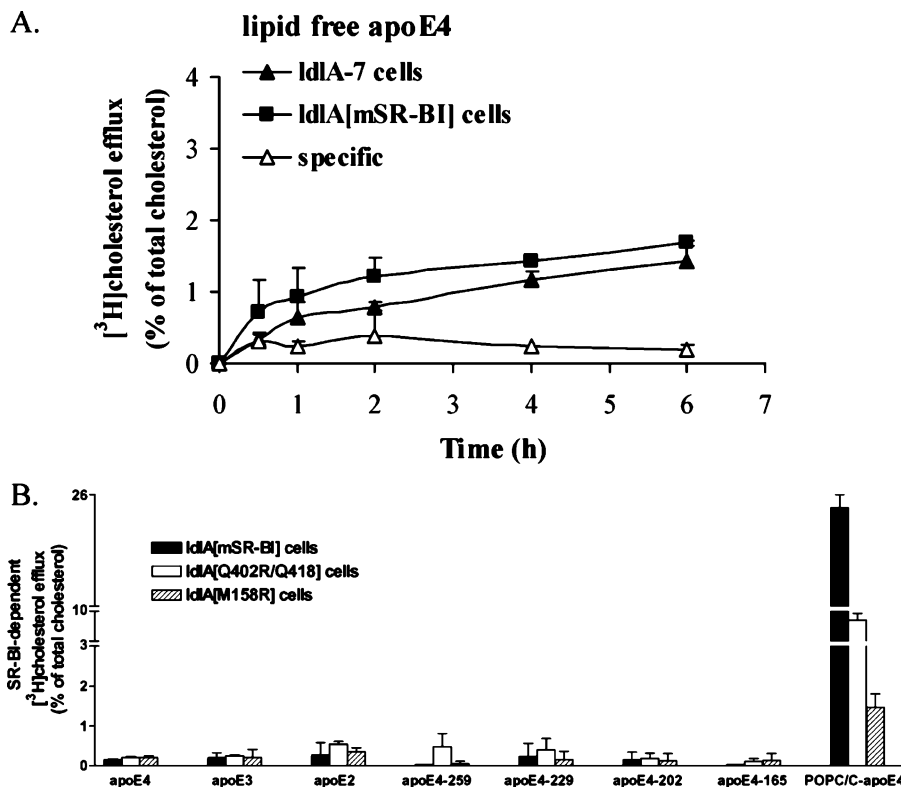 A.
lipid free apoE4
ldlA-7 cells
ldlA[mSR-BI] cells
specific
[³H]cholesterol efflux
(% of total cholesterol)
4
3
2
1
0
0 1 2 3 4 5 6 7
Time (h)
B.
SR-BI-dependent
[³H]cholesterol efflux
(% of total cholesterol)
26
10
3
2
1
0
ldlA[mSR-BI] cells
ldlA[Q402R/Q418] cells
ldlA[M158R] cells
apoE4 apoE3 apoE2 apoE4-259 apoE4-229 apoE4-202 apoE4-165 POPC/C-apoE4